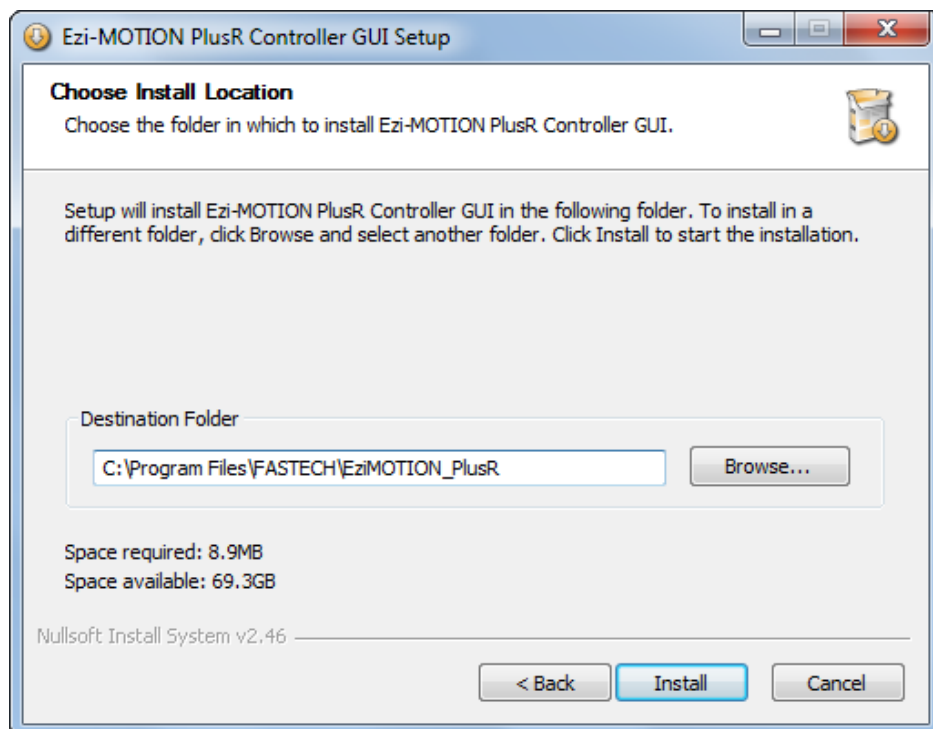 Ezi-MOTION PlusR Controller GUI Setup
Choose Install Location
Choose the folder in which to install Ezi-MOTION PlusR Controller GUI.
Setup will install Ezi-MOTION PlusR Controller GUI in the following folder. To install in a
different folder, click Browse and select another folder. Click Install to start the installation.
Destination Folder
C:\Program Files\FASTECH\EziMOTION_PlusR
Browse...
Space required: 8.9MB
Space available: 69.3GB
Nullsoft Install System v2.46
< Back
Install
Cancel